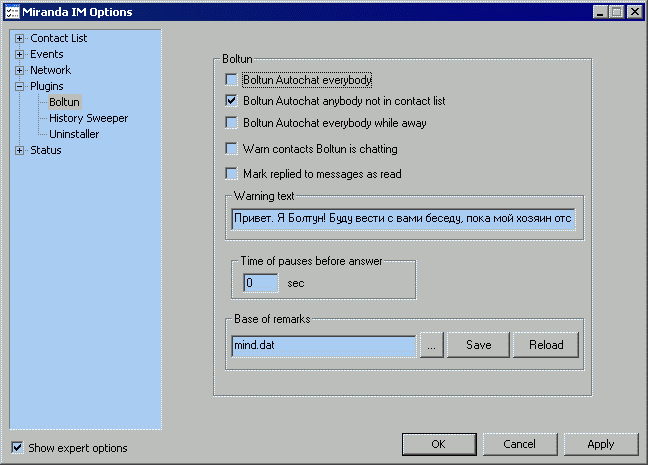 Miranda IM Options
Contact List
Events
Network
Plugins
Boltun
History Sweeper
Uninstaller
Status
Show expert options
Boltun
Boltun Autochat everybody
Boltun Autochat anybody not in contact list
Boltun Autochat everybody while away
Warn contacts Boltun is chatting
Mark replied to messages as read
Warning text
Привет. Я Болтун! Буду вести с вами беседу, пока мой хозяин отс
Time of pauses before answer
0 sec
Base of remarks
mind.dat ... Save Reload
OK Cancel Apply